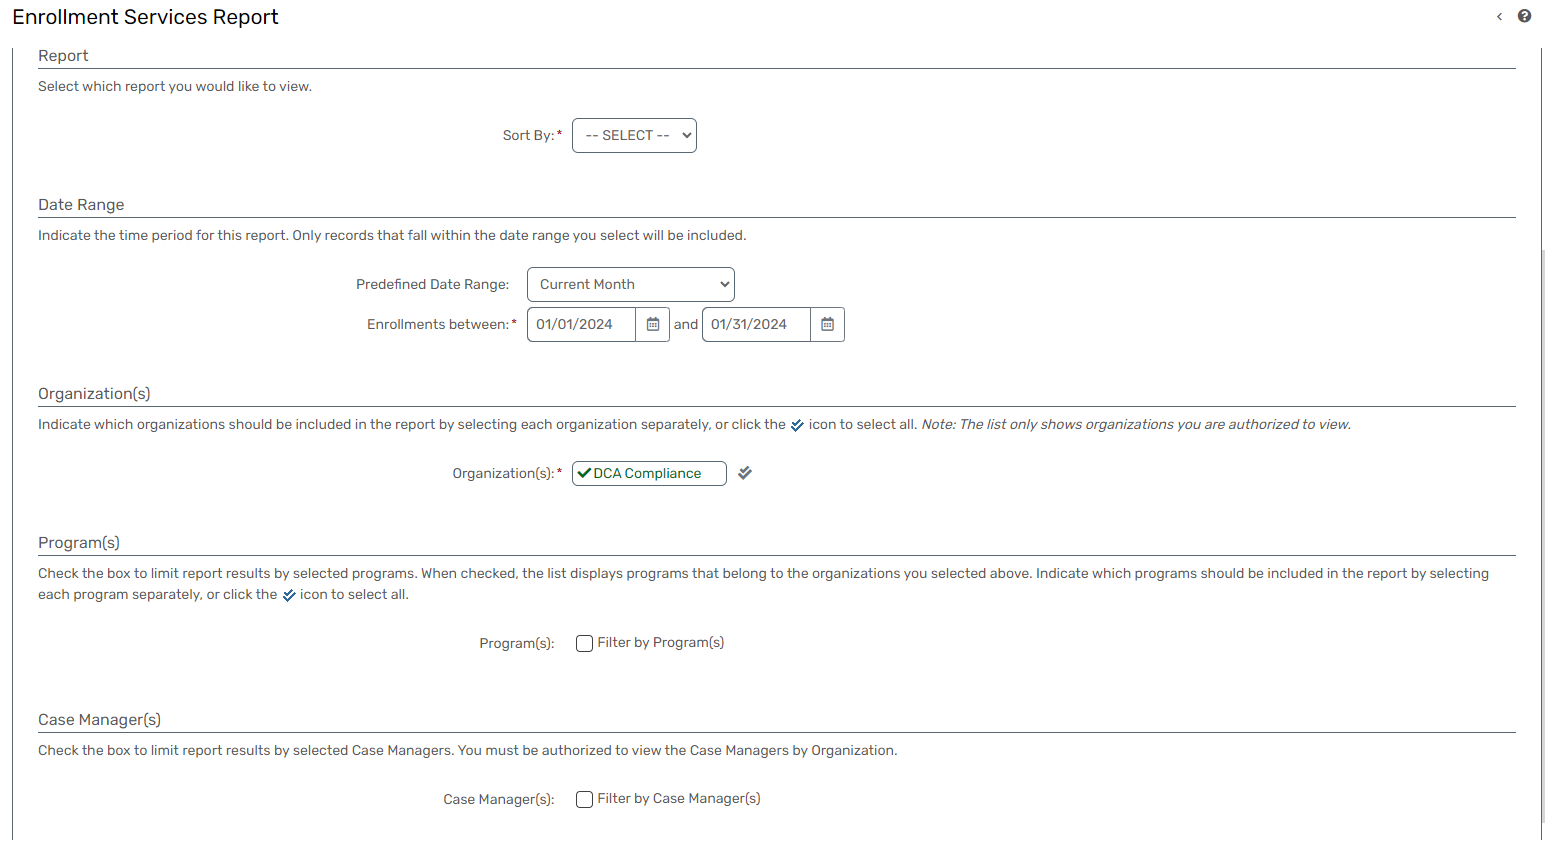 Enrollment Services Report
Report
Select which report you would like to view.
Sort By:* -- SELECT --
Date Range
Indicate the time period for this report. Only records that fall within the date range you select will be included.
Predefined Date Range: Current Month
Enrollments between:* 01/01/2024 and 01/31/2024
Organization(s)
Indicate which organizations should be included in the report by selecting each organization separately, or click the icon to select all. Note: The list only shows organizations you are authorized to view.
Organization(s):* DCA Compliance
Program(s)
Check the box to limit report results by selected programs. When checked, the list displays programs that belong to the organizations you selected above. Indicate which programs should be included in the report by selecting
each program separately, or click the icon to select all.
Program(s): Filter by Program(s)
Case Manager(s)
Check the box to limit report results by selected Case Managers. You must be authorized to view the Case Managers by Organization.
Case Manager(s): Filter by Case Manager(s)